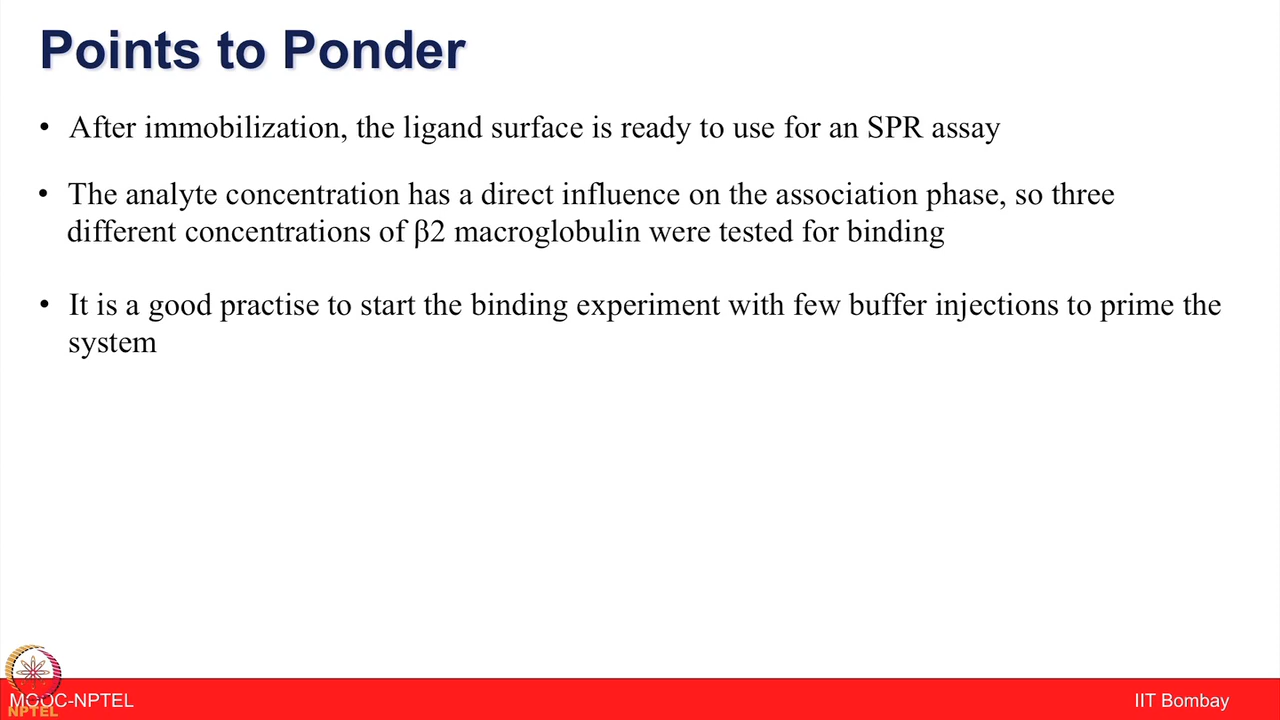 Points to Ponder
• After immobilization, the ligand surface is ready to use for an SPR assay
• The analyte concentration has a direct influence on the association phase, so three
different concentrations of β2 macroglobulin were tested for binding
• It is a good practise to start the binding experiment with few buffer injections to prime the
system
MOOC-NPTEL
NPTEL
IIT Bombay